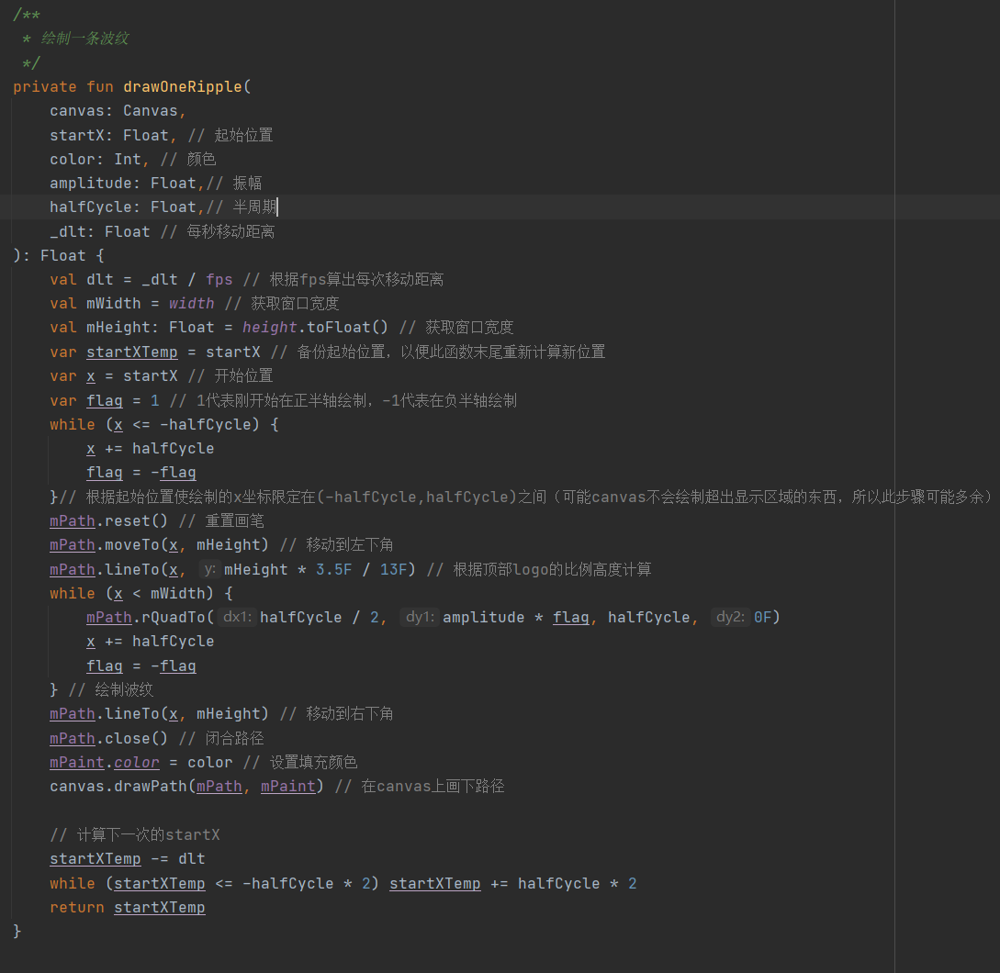 /**
 * 绘制一条波纹
 */
private fun drawOneRipple(
    canvas: Canvas,
    startX: Float, // 起始位置
    color: Int, // 颜色
    amplitude: Float,// 振幅
    halfCycle: Float,// 半周期
    _dlt: Float // 每秒移动距离
): Float {
    val dlt = _dlt / fps // 根据fps算出每次移动距离
    val mWidth = width // 获取窗口宽度
    val mHeight: Float = height.toFloat() // 获取窗口宽度
    var startXTemp = startX // 备份起始位置，以便此函数末尾重新计算新位置
    var x = startX // 开始位置
    var flag = 1 // 1代表刚开始在正半轴绘制，-1代表在负半轴绘制
    while (x <= -halfCycle) {
        x += halfCycle
        flag = -flag
    }// 根据起始位置使绘制的x坐标限定在(-halfCycle,halfCycle)之间（可能canvas不会绘制超出显示区域的东西，所以此步骤可能多余）
    mPath.reset() // 重置画笔
    mPath.moveTo(x, mHeight) // 移动到左下角
    mPath.lineTo(x, y: mHeight * 3.5F / 13F) // 根据顶部logo的比例高度计算
    while (x < mWidth) {
        mPath.rQuadTo( dx1: halfCycle / 2, dy1: amplitude * flag, halfCycle, dy2: 0F)
        x += halfCycle
        flag = -flag
    } // 绘制波纹
    mPath.lineTo(x, mHeight) // 移动到右下角
    mPath.close() // 闭合路径
    mPaint.color = color // 设置填充颜色
    canvas.drawPath(mPath, mPaint) // 在canvas上画下路径
    // 计算下一次的startX
    startXTemp -= dlt
    while (startXTemp <= -halfCycle * 2) startXTemp += halfCycle * 2
    return startXTemp
}